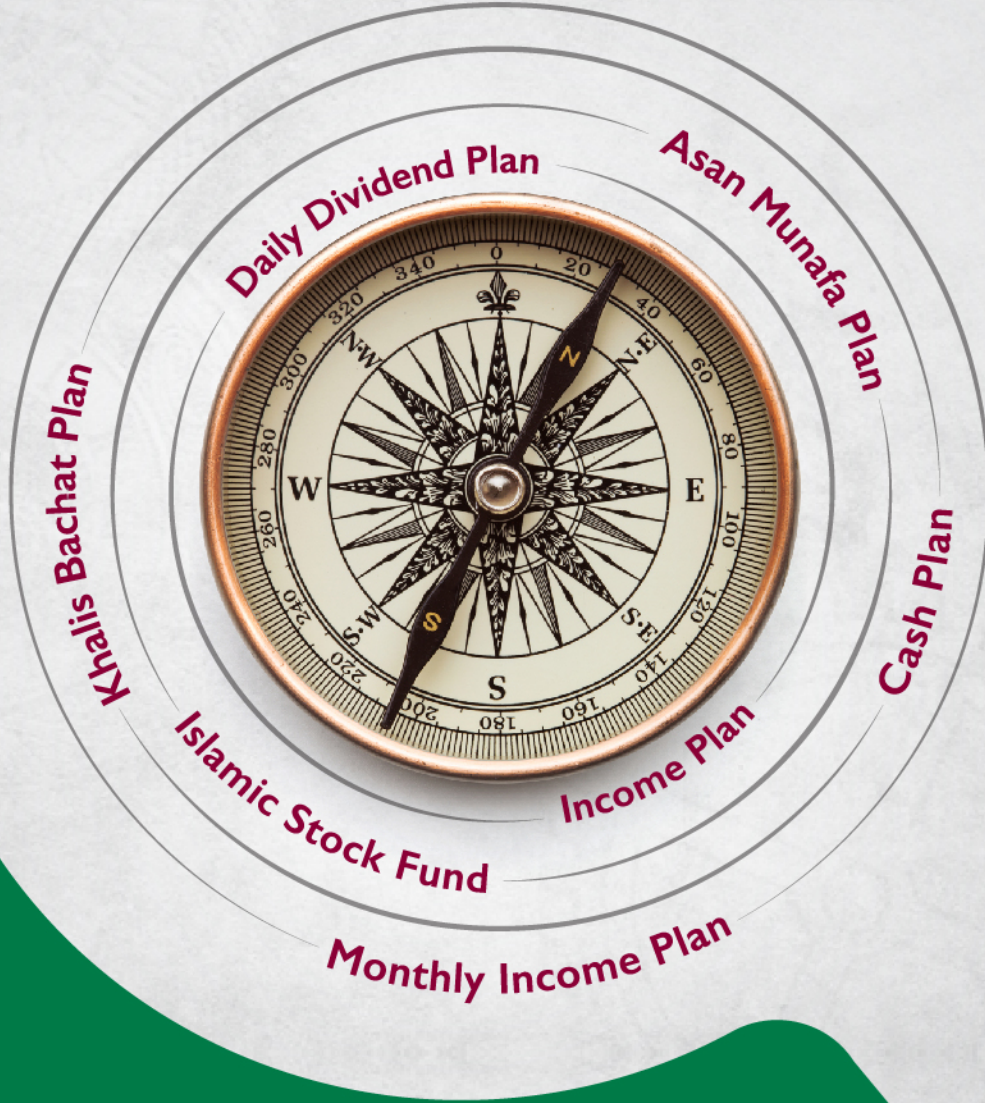 Daily Dividend Plan
Asan Munafa Plan
Khalis Bachat Plan
Cash Plan
Income Plan
Islamic Stock Fund
Monthly Income Plan
0
20
40
60
80
100
120
140
160
180
200
220
240
260
280
300
320
340
N
N·E
E
S·E
S
S·W
W
N·W
S